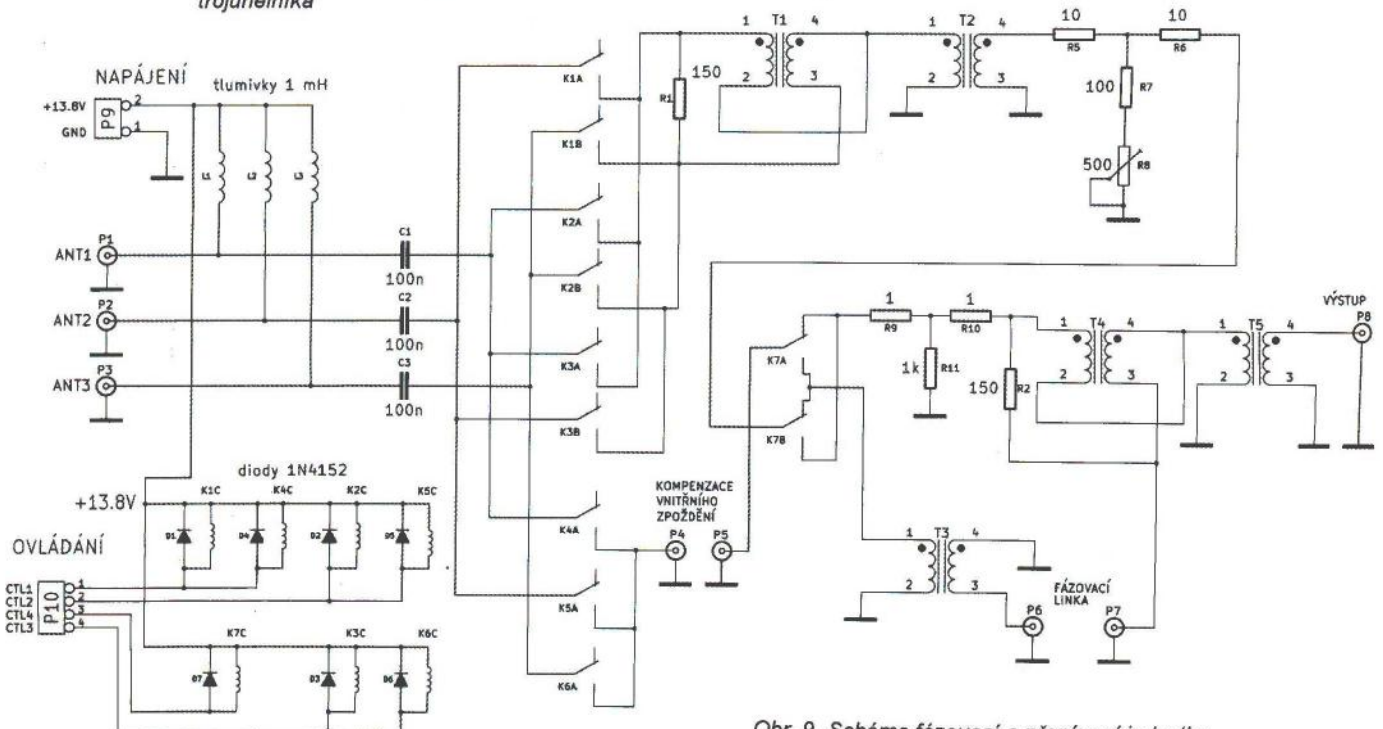 trojúhelníka
NAPÁJENÍ
+13.8V
GND
P9
2
1
tlumivky 1 mH
L1
L2
L3
ANT1
P1
ANT2
P2
ANT3
P3
C1
100n
C2
100n
C3
100n
K1A
K1B
K2A
K2B
K3A
K3B
K4A
K5A
K6A
150
R1
1 T1 4
2 3
1 T2 4
2 3
10
R5
10
R6
100 R7
500 R8
KOMPENZACE
VNITŘNÍHO
ZPOŽDĚNÍ
P4
P5
K7A
K7B
1
R9
1
R10
1k R11
150 R2
1 T4 4
2 3
1 T5 4
2 3
VÝSTUP
P8
1 T3 4
2 3
FÁZOVACÍ
LINKA
P6
P7
diody 1N4152
+13.8V
K1C
K4C
K2C
K5C
D1
D4
D2
D5
OVLÁDÁNÍ
CTL1
CTL2
CTL4
CTL3
P10
1
2
3
4
K7C
K3C
K6C
D7
D3
D6